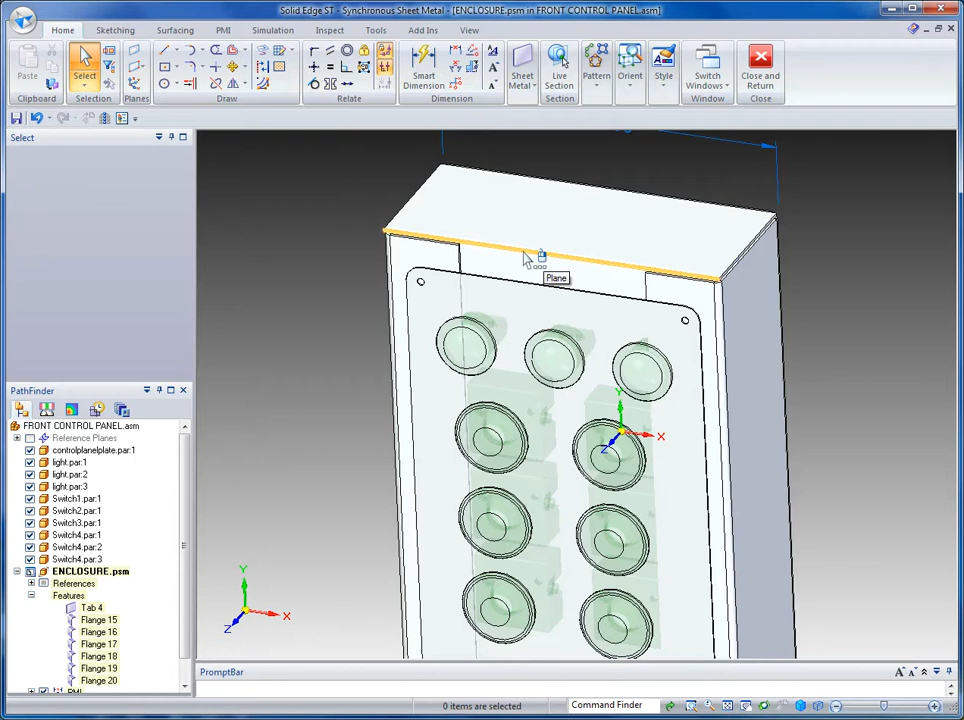 Solid Edge ST - Synchronous Sheet Metal - [ENCLOSURE.psm in FRONT CONTROL PANEL.asm]
Home Sketching Surfacing PMI Simulation Inspect Tools Add Ins View
Paste
Select
Smart Dimension
Sheet Metal
Live Section
Pattern
Orient
Style
Switch Windows
Close and Return
Clipboard Selection Planes Draw Relate Dimension Section Window Close
Select
Plane
Y
X
Z
Y
X
Z
PathFinder
FRONT CONTROL PANEL.asm
Reference Planes
controlpanelplate.par:1
light.par:1
light.par:2
light.par:3
Switch1.par:1
Switch2.par:1
Switch3.par:1
Switch4.par:1
Switch4.par:2
Switch4.par:3
ENCLOSURE.psm
References
Features
Tab 4
Flange 15
Flange 16
Flange 17
Flange 18
Flange 19
Flange 20
PMI
PromptBar
0 items are selected
Command Finder